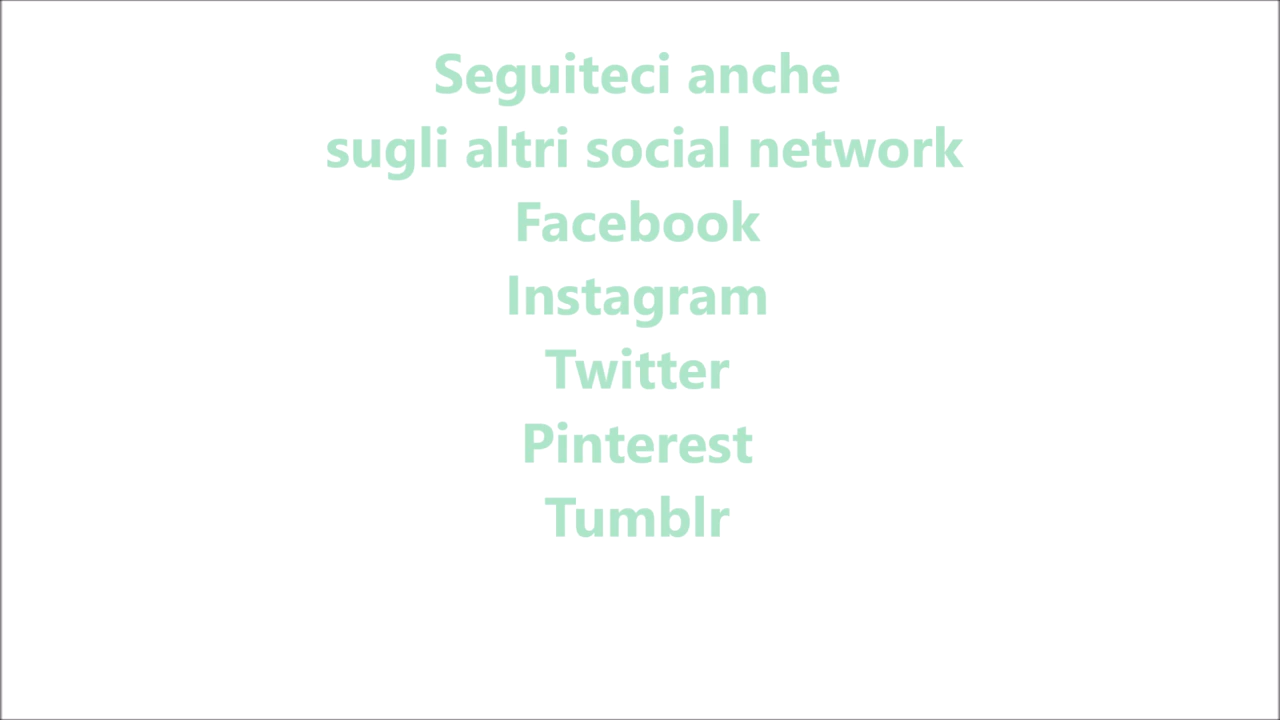 Seguiteci anche
sugli altri social network
Facebook
Instagram
Twitter
Pinterest
Tumblr